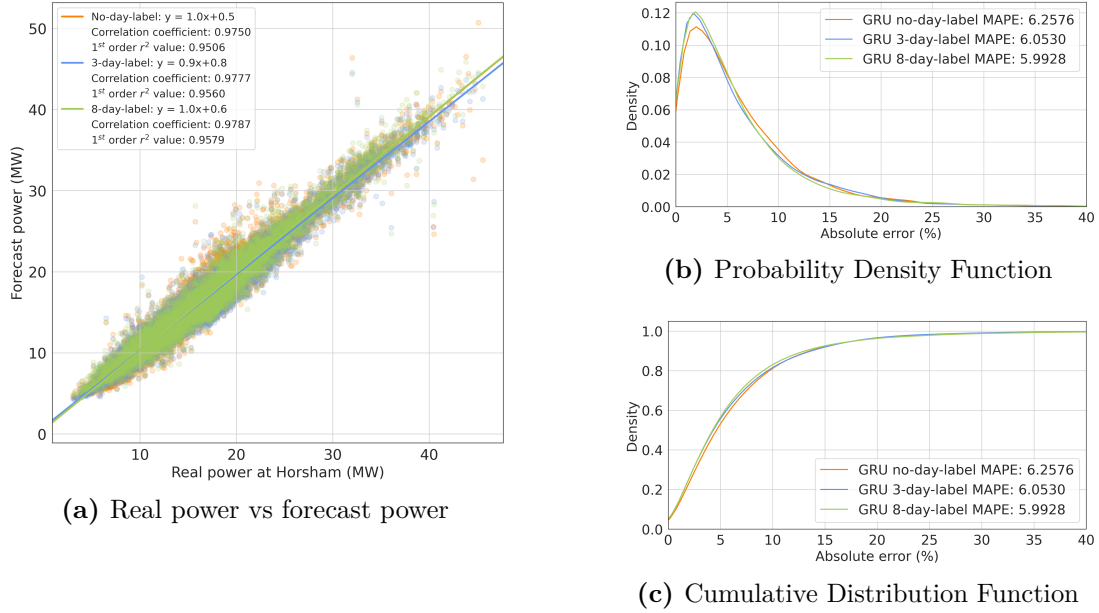 No-day-label: y = 1.0x+0.5
Correlation coefficient: 0.9750
1st order r² value: 0.9506
3-day-label: y = 0.9x+0.8
Correlation coefficient: 0.9777
1st order r² value: 0.9560
8-day-label: y = 1.0x+0.6
Correlation coefficient: 0.9787
1st order r² value: 0.9579
Forecast power (MW)
50
40
30
20
10
0
10 20 30 40
Real power at Horsham (MW)
(a) Real power vs forecast power
GRU no-day-label MAPE: 6.2576
GRU 3-day-label MAPE: 6.0530
GRU 8-day-label MAPE: 5.9928
Density
0.12
0.10
0.08
0.06
0.04
0.02
0.00
0 5 10 15 20 25 30 35 40
Absolute error (%)
(b) Probability Density Function
Density
1.0
0.8
0.6
0.4
0.2
0.0
GRU no-day-label MAPE: 6.2576
GRU 3-day-label MAPE: 6.0530
GRU 8-day-label MAPE: 5.9928
0 5 10 15 20 25 30 35 40
Absolute error (%)
(c) Cumulative Distribution Function